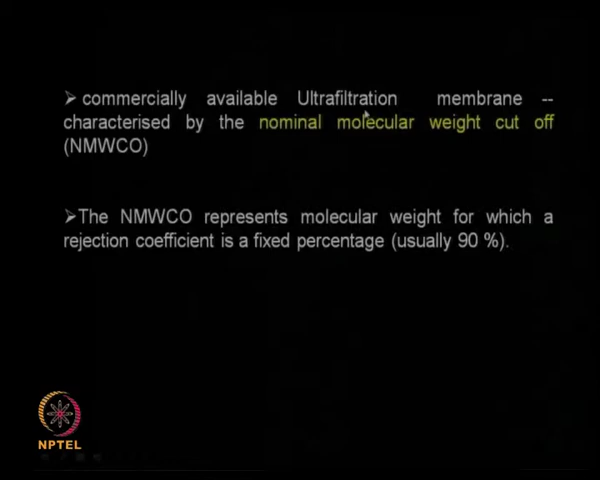 ➢ commercially available Ultrafiltration membrane --
characterised by the nominal molecular weight cut off
(NMWCO)
➢The NMWCO represents molecular weight for which a
rejection coefficient is a fixed percentage (usually 90 %).
NPTEL